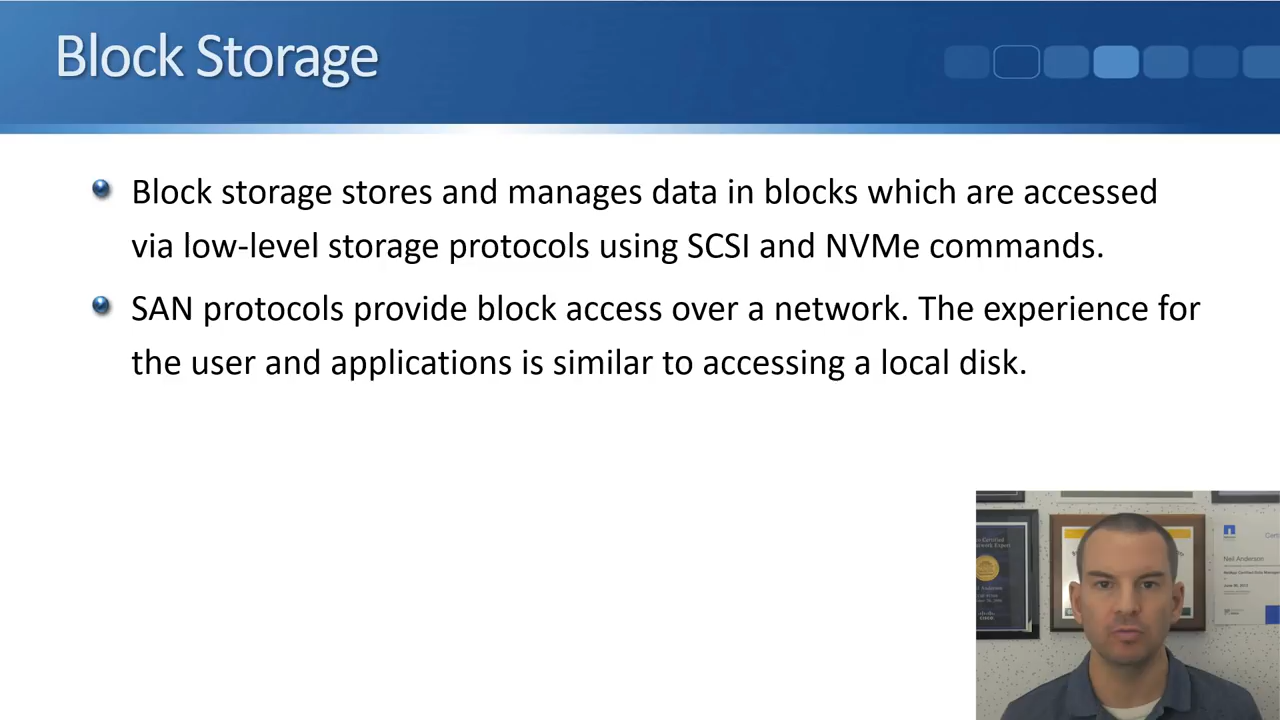 Block Storage
Block storage stores and manages data in blocks which are accessed
via low-level storage protocols using SCSI and NVMe commands.
SAN protocols provide block access over a network. The experience for
the user and applications is similar to accessing a local disk.
Neil Anderson